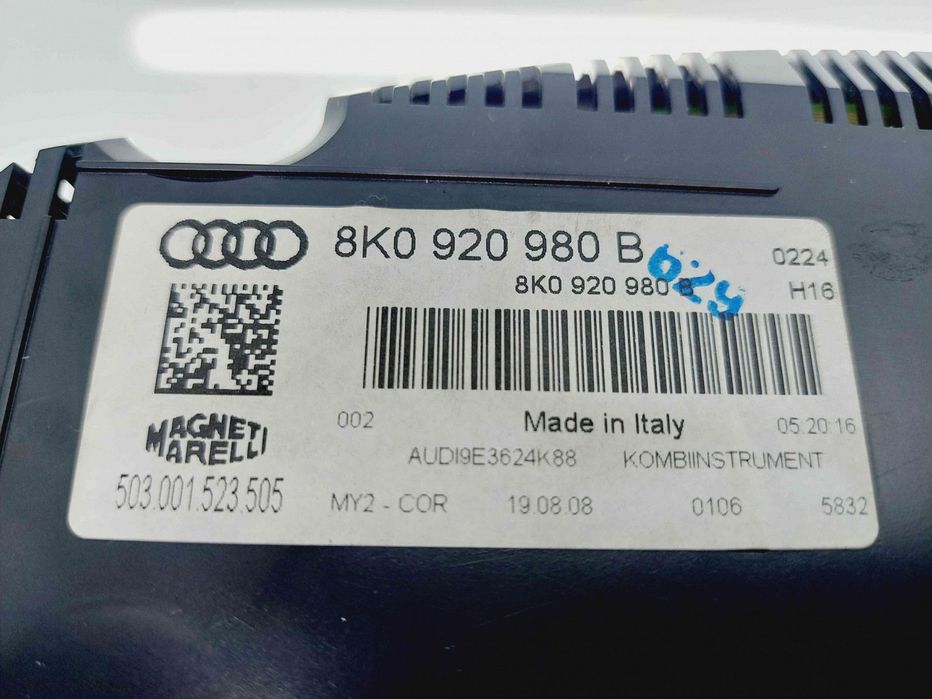 8K0 920 980 B
0224
8K0 920 980 B
H16
002
Made in Italy
05:20:16
MAGNETI
MARELLI
AUDI9E3624K88
KOMBIINSTRUMENT
503.001.523.505
MY2 - COR
19.08.08
0106
5832